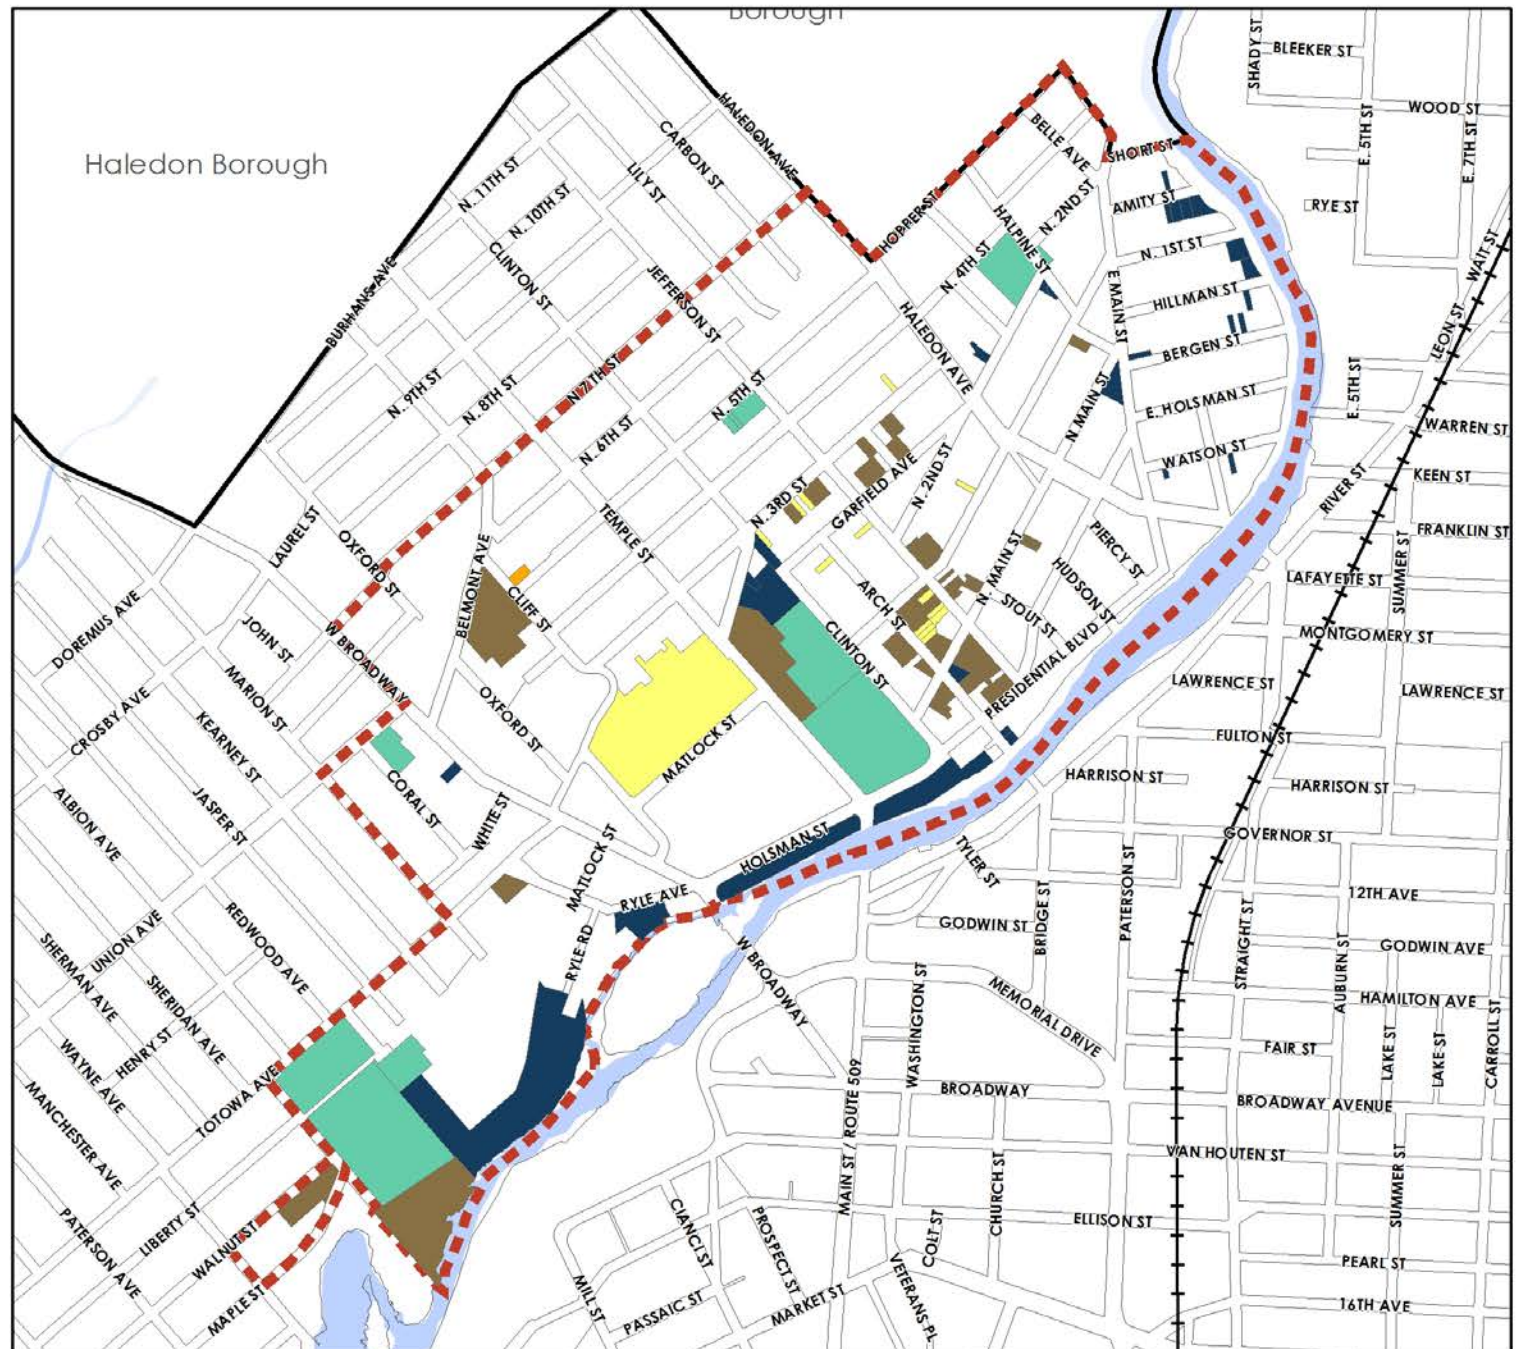 Borough
Haledon Borough
SHADY ST
BLEEKER ST
WOOD ST
E. 5TH ST
E. 7TH ST
HALEDON AVE
CARBON ST
BELLE AVE
SHORT ST
N. 11TH ST
LILY ST
N. 10TH ST
HOPPER ST
N. 2ND ST
AMITY ST
RYE ST
HALPINE ST
N. 4TH ST
N. 1ST ST
WAIT ST
CLINTON ST
JEFFERSON ST
BURHANS AVE
E MAIN ST
HILLMAN ST
HALEDON AVE
LEON ST
BERGEN ST
N 7TH ST
N. 9TH ST
N. 8TH ST
N. 5TH ST
N MAIN ST
E. HOLSMAN ST
E. 5TH ST
WARREN ST
N. 6TH ST
WATSON ST
KEEN ST
N. 2ND ST
GARFIELD AVE
N. 3RD ST
RIVER ST
FRANKLIN ST
LAUREL ST
OXFORD ST
TEMPLE ST
BELMONT AVE
N. MAIN ST
PIERCY ST
HUDSON ST
SUMMER ST
LAFAYETTE ST
CLIFF ST
ARCH ST
STOUT ST
DOREMUS AVE
JOHN ST
W BROADWAY
CLINTON ST
PRESIDENTIAL BLVD
MONTGOMERY ST
MARION ST
CROSBY AVE
LAWRENCE ST
LAWRENCE ST
KEARNEY ST
OXFORD ST
MATLOCK ST
FULTON ST
CORAL ST
HARRISON ST
HARRISON ST
JASPER ST
ALBION AVE
WHITE ST
HOLSMAN ST
GOVERNOR ST
TYLER ST
MATLOCK ST
RYLE AVE
PATERSON ST
12TH AVE
BRIDGE ST
GODWIN ST
STRAIGHT ST
REDWOOD AVE
UNION AVE
SHERMAN AVE
RYLE RD
W BROADWAY
AUBURN ST
GODWIN AVE
SHERIDAN AVE
WASHINGTON ST
MEMORIAL DRIVE
HAMILTON AVE
CARROLL ST
HENRY ST
WAYNE AVE
FAIR ST
LAKE ST
LAKE ST
TOTOWA AVE
MANCHESTER AVE
MAIN ST / ROUTE 509
BROADWAY
BROADWAY AVENUE
VAN HOUTEN ST
CHURCH ST
SUMMER ST
LIBERTY ST
PATERSON AVE
WALNUT ST
CIANCI ST
PROSPECT ST
COLT ST
ELLISON ST
PEARL ST
MAPLE ST
MILL ST
PASSAIC ST
MARKET ST
VETERANS PL
16TH AVE